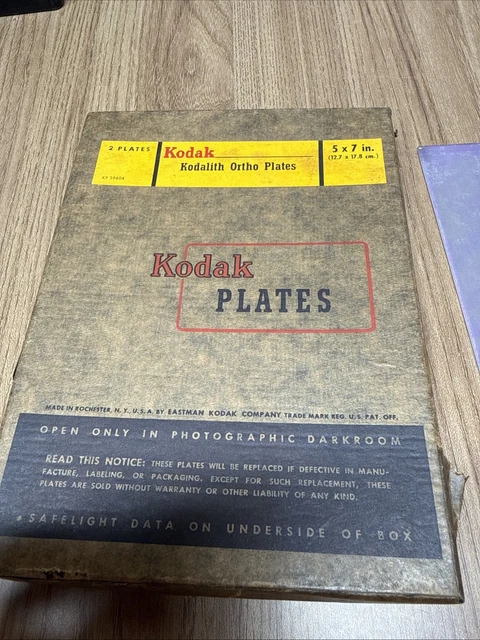 2 PLATES
Kodak
5 x 7 in.
Kodalith Ortho Plates
(12.7 x 17.8 cm.)
Kodak
PLATES
MADE IN ROCHESTER, N. Y., U. S. A. BY EASTMAN KODAK COMPANY TRADE MARK REG. U. S. PAT. OFF.
OPEN ONLY IN PHOTOGRAPHIC DARKROOM
READ THIS NOTICE: THESE PLATES WILL BE REPLACED IF DEFECTIVE IN MANU-
FACTURE, LABELING, OR PACKAGING. EXCEPT FOR SUCH REPLACEMENT, THESE
PLATES ARE SOLD WITHOUT WARRANTY OR OTHER LIABILITY OF ANY KIND.
• SAFELIGHT DATA ON UNDERSIDE OF BOX